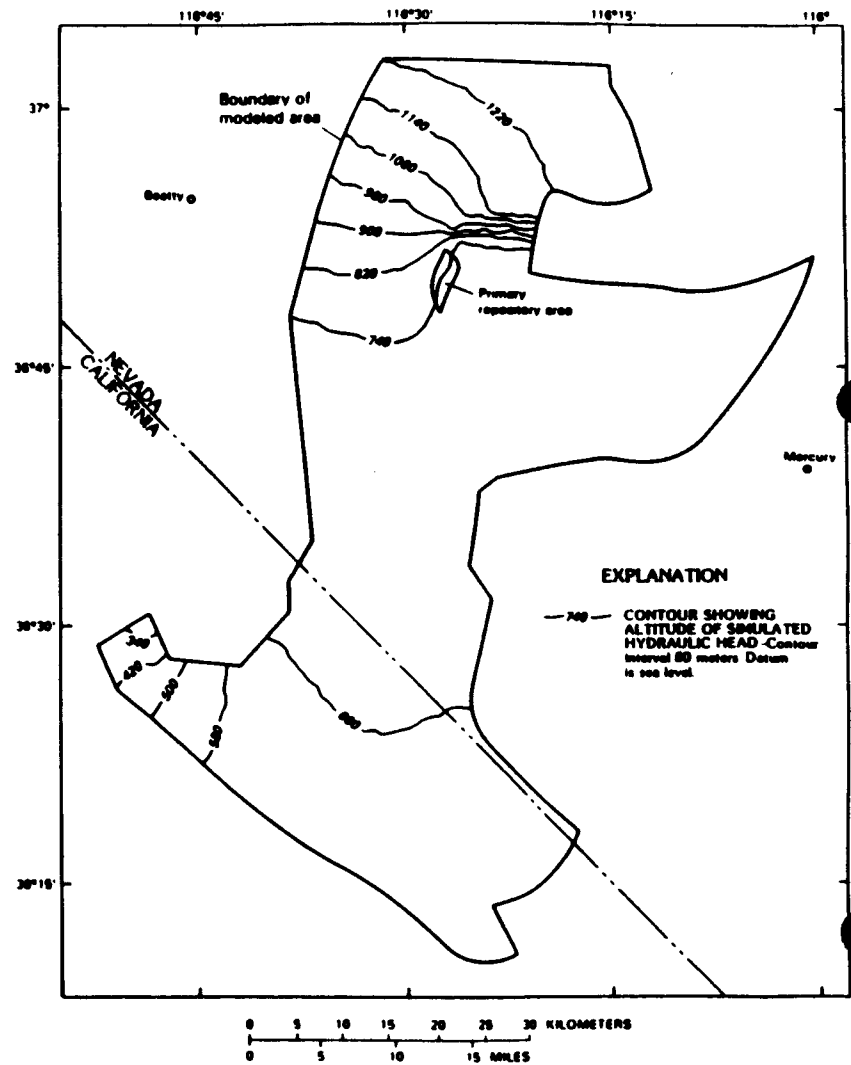 116°45' 116°30' 116°15' 116°
37°
36°45'
36°30'
36°15'
Boundary of
modeled area
Beatty
1220
1140
1060
980
900
820
740
Primary
repository area
NEVADA
CALIFORNIA
Mercury
340
420
500
580
660
EXPLANATION
740 CONTOUR SHOWING
ALTITUDE OF SIMULATED
HYDRAULIC HEAD-Contour
interval 80 meters Datum
is sea level
0 5 10 15 20 25 30 KILOMETERS
0 5 10 15 MILES